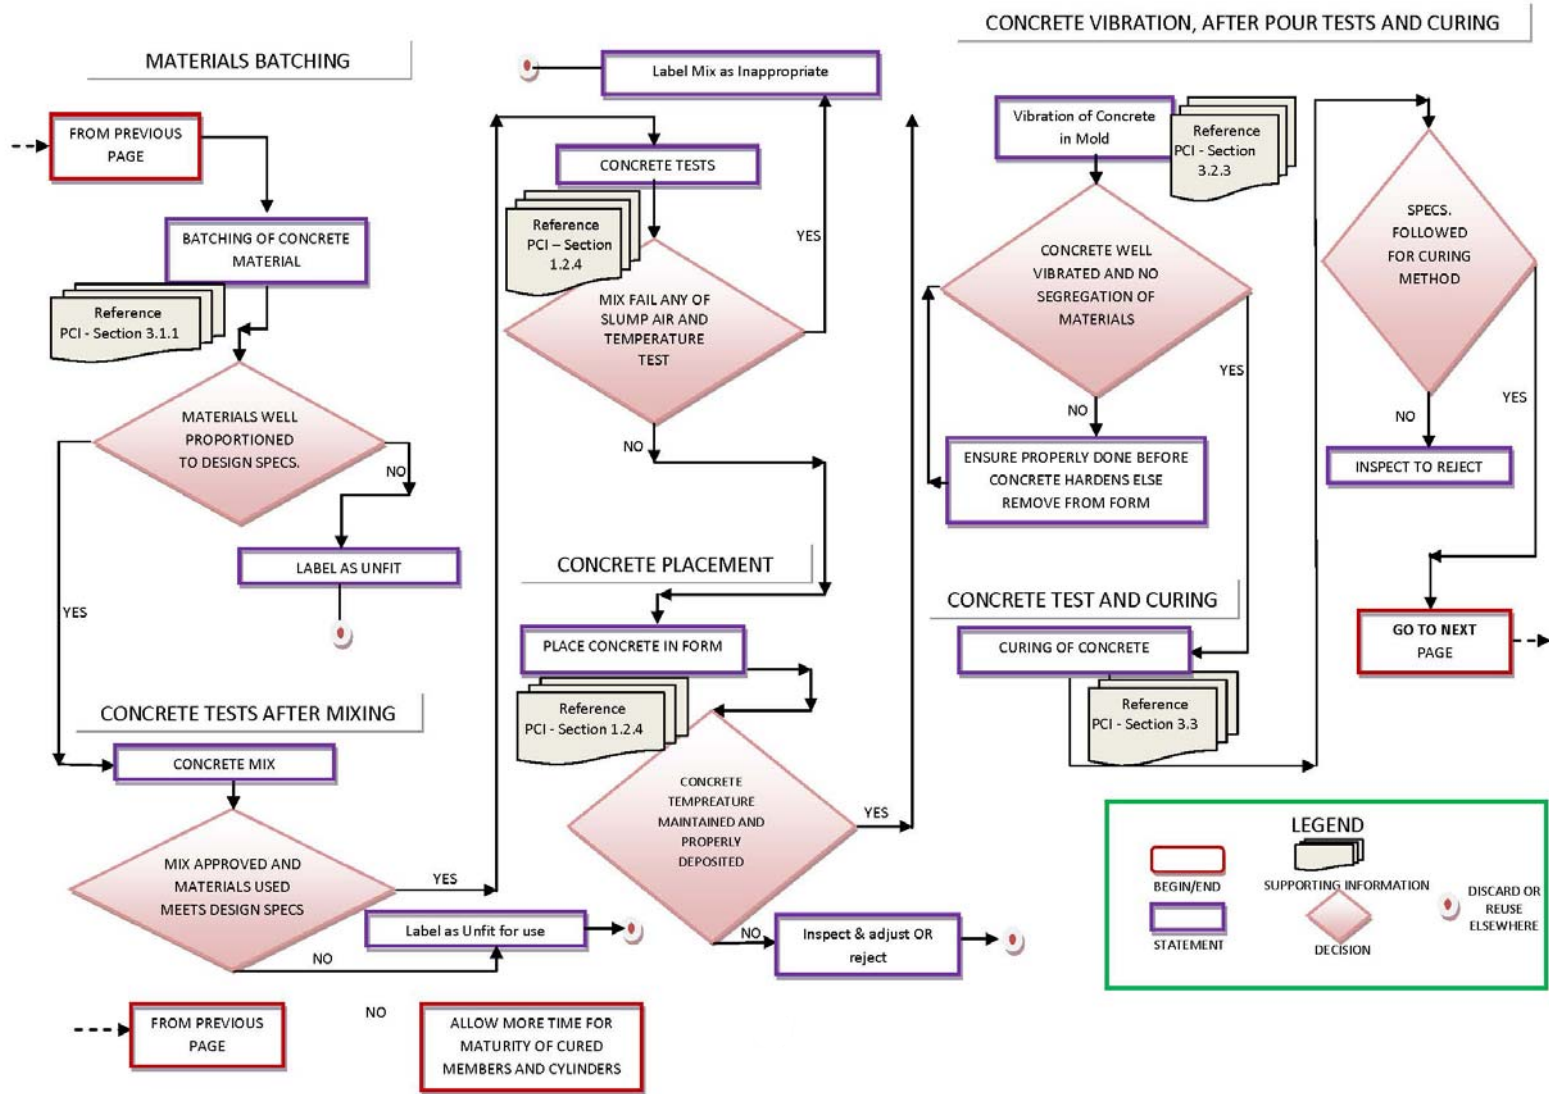 MATERIALS BATCHING
FROM PREVIOUS
PAGE
BATCHING OF CONCRETE
MATERIAL
Reference
PCI - Section 3.1.1
MATERIALS WELL
PROPORTIONED
TO DESIGN SPECS.
NO
LABEL AS UNFIT
YES
CONCRETE TESTS AFTER MIXING
CONCRETE MIX
MIX APPROVED AND
MATERIALS USED
MEETS DESIGN SPECS
YES
NO
Label as Unfit for use
FROM PREVIOUS
PAGE
NO
ALLOW MORE TIME FOR
MATURITY OF CURED
MEMBERS AND CYLINDERS
Label Mix as Inappropriate
CONCRETE TESTS
Reference
PCI – Section
1.2.4
YES
MIX FAIL ANY OF
SLUMP AIR AND
TEMPERATURE
TEST
NO
CONCRETE PLACEMENT
PLACE CONCRETE IN FORM
Reference
PCI - Section 1.2.4
CONCRETE
TEMPREATURE
MAINTAINED AND
PROPERLY
DEPOSITED
YES
NO
Inspect & adjust OR
reject
CONCRETE VIBRATION, AFTER POUR TESTS AND CURING
Vibration of Concrete
in Mold
Reference
PCI - Section
3.2.3
CONCRETE WELL
VIBRATED AND NO
SEGREGATION OF
MATERIALS
YES
NO
ENSURE PROPERLY DONE BEFORE
CONCRETE HARDENS ELSE
REMOVE FROM FORM
CONCRETE TEST AND CURING
CURING OF CONCRETE
Reference
PCI - Section 3.3
SPECS.
FOLLOWED
FOR CURING
METHOD
YES
NO
INSPECT TO REJECT
GO TO NEXT
PAGE
LEGEND
BEGIN/END
SUPPORTING INFORMATION
STATEMENT
DECISION
DISCARD OR
REUSE
ELSEWHERE